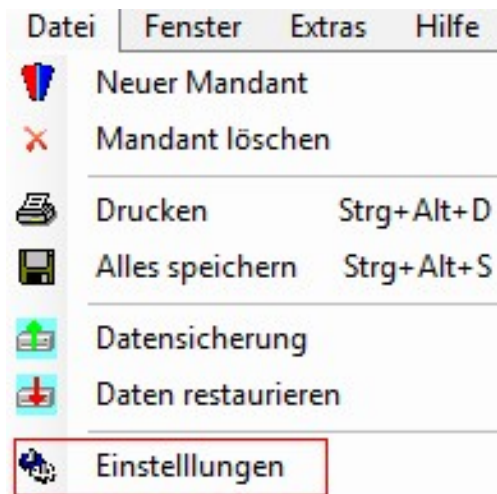 Datei Fenster Extras Hilfe
Neuer Mandant
Mandant löschen
Drucken Strg+Alt+D
Alles speichern Strg+Alt+S
Datensicherung
Daten restaurieren
Einstelllungen